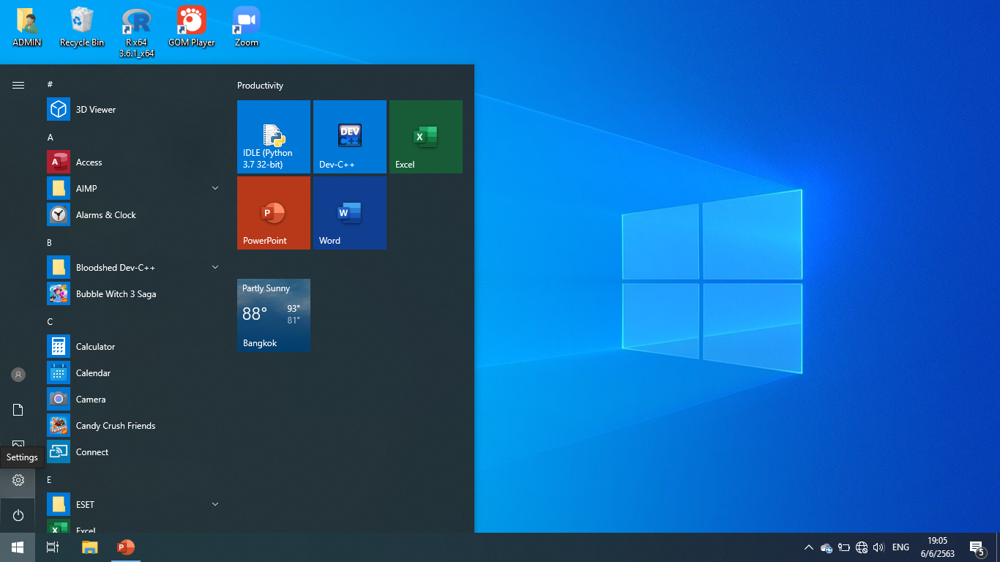 ADMIN
Recycle Bin
R x64
3.6.1_x64
GOM Player
Zoom
#
3D Viewer
A
Access
AIMP
Alarms & Clock
B
Bloodshed Dev-C++
Bubble Witch 3 Saga
C
Calculator
Calendar
Camera
Candy Crush Friends
Connect
E
ESET
Excel
Settings
Productivity
IDLE (Python
3.7 32-bit)
DEV
C++
Dev-C++
Excel
PowerPoint
Word
Partly Sunny
88°
93°
81°
Bangkok
ENG
19:05
6/6/2563
5